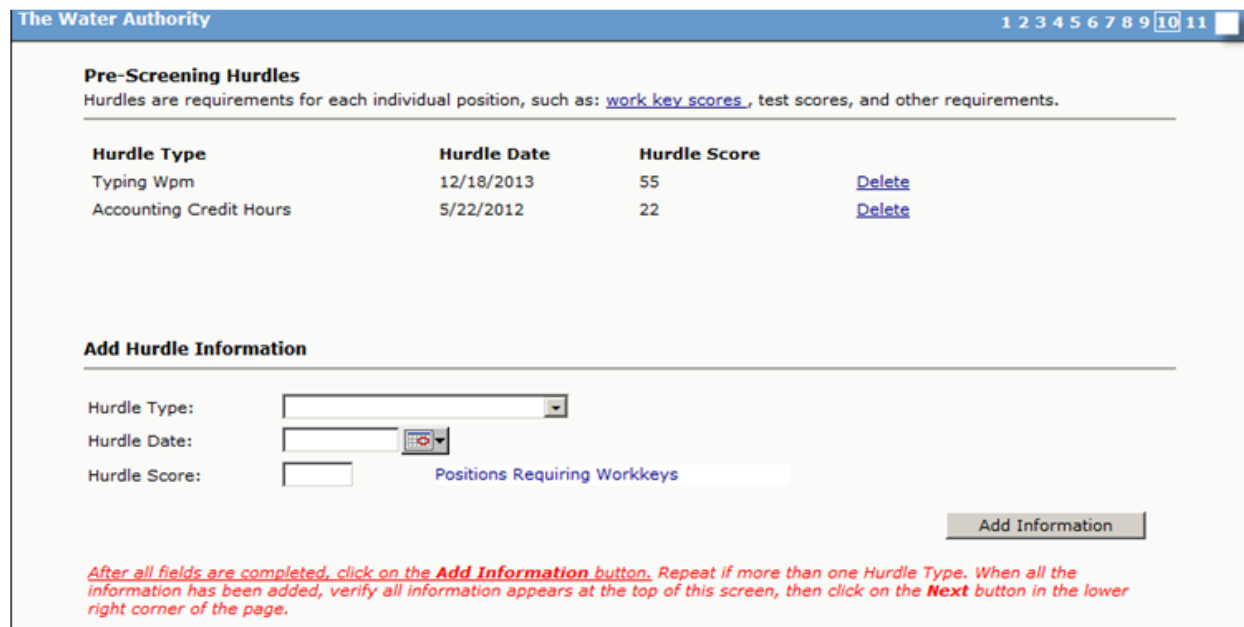 The Water Authority 1 2 3 4 5 6 7 8 9 10 11
Pre-Screening Hurdles
Hurdles are requirements for each individual position, such as: work key scores , test scores, and other requirements.
Hurdle Type Hurdle Date Hurdle Score
Typing Wpm 12/18/2013 55 Delete
Accounting Credit Hours 5/22/2012 22 Delete
Add Hurdle Information
Hurdle Type:
Hurdle Date:
Hurdle Score: Positions Requiring Workkeys
Add Information
After all fields are completed, click on the Add Information button. Repeat if more than one Hurdle Type. When all the
information has been added, verify all information appears at the top of this screen, then click on the Next button in the lower
right corner of the page.